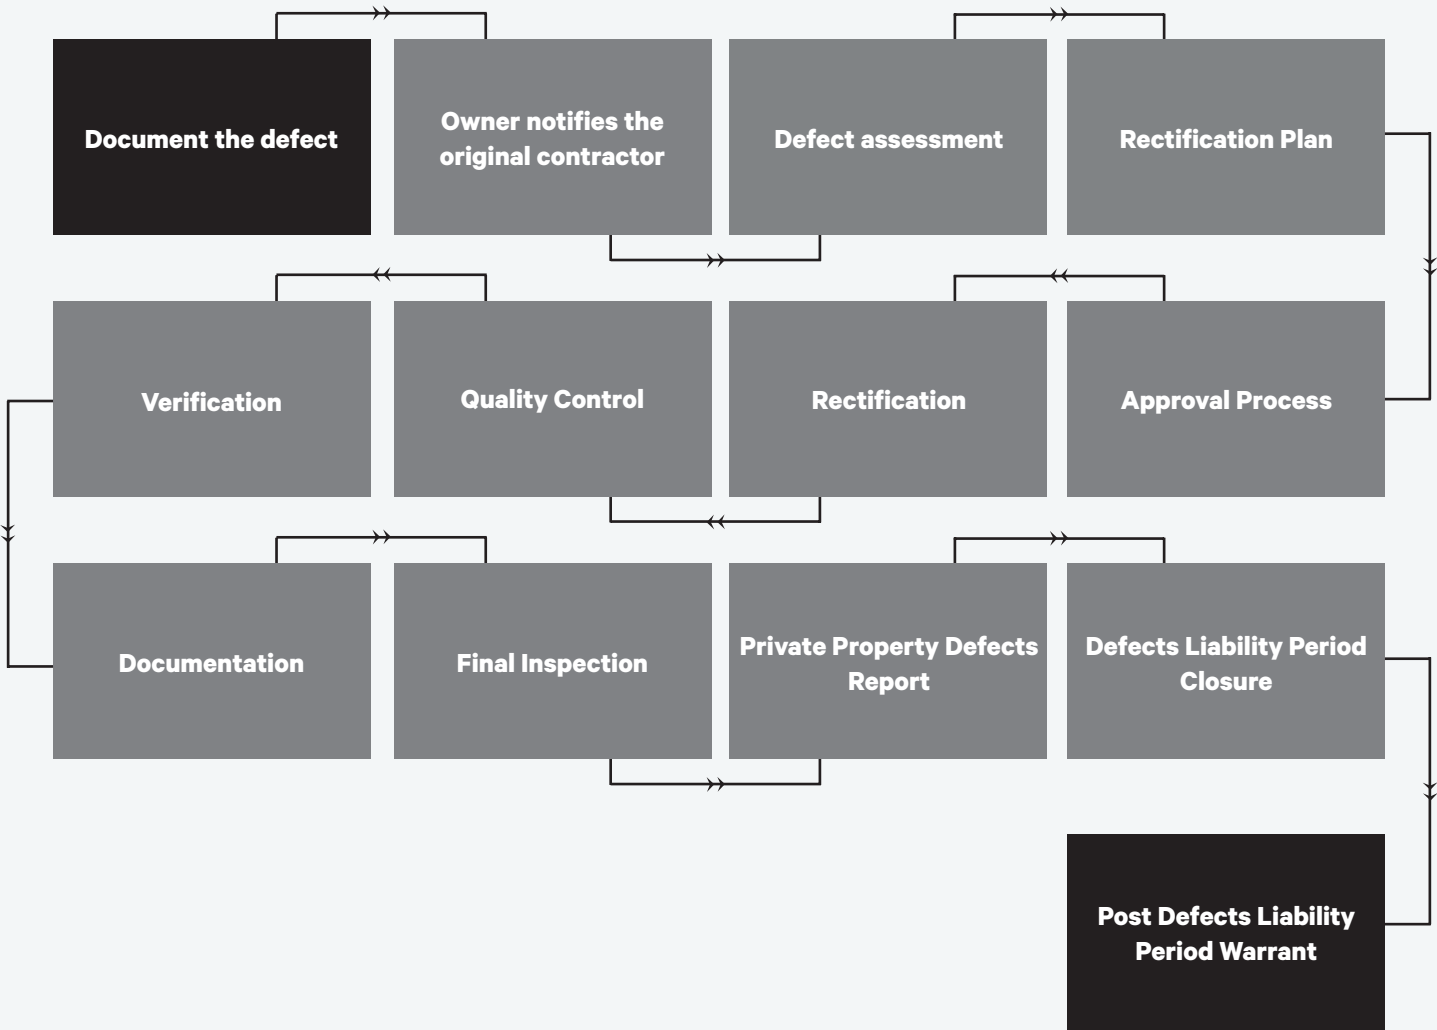 Document the defect
Owner notifies the
original contractor
Defect assessment
Rectification Plan
Approval Process
Rectification
Quality Control
Verification
Documentation
Final Inspection
Private Property Defects
Report
Defects Liability Period
Closure
Post Defects Liability
Period Warrant